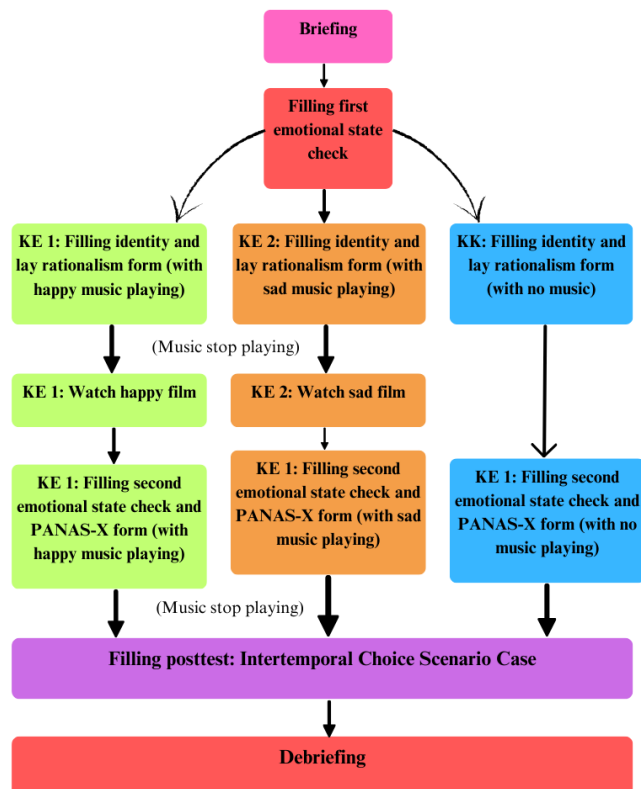 Briefing
Filling first
emotional state
check
KE 1: Filling identity and
lay rationalism form (with
happy music playing)
KE 2: Filling identity and
lay rationalism form (with
sad music playing)
KK: Filling identity and
lay rationalism form
(with no music)
(Music stop playing)
KE 1: Watch happy film
KE 2: Watch sad film
KE 1: Filling second
emotional state check and
PANAS-X form (with
happy music playing)
KE 1: Filling second
emotional state check and
PANAS-X form (with sad
music playing)
KE 1: Filling second
emotional state check and
PANAS-X form (with no
music playing)
(Music stop playing)
Filling posttest: Intertemporal Choice Scenario Case
Debriefing